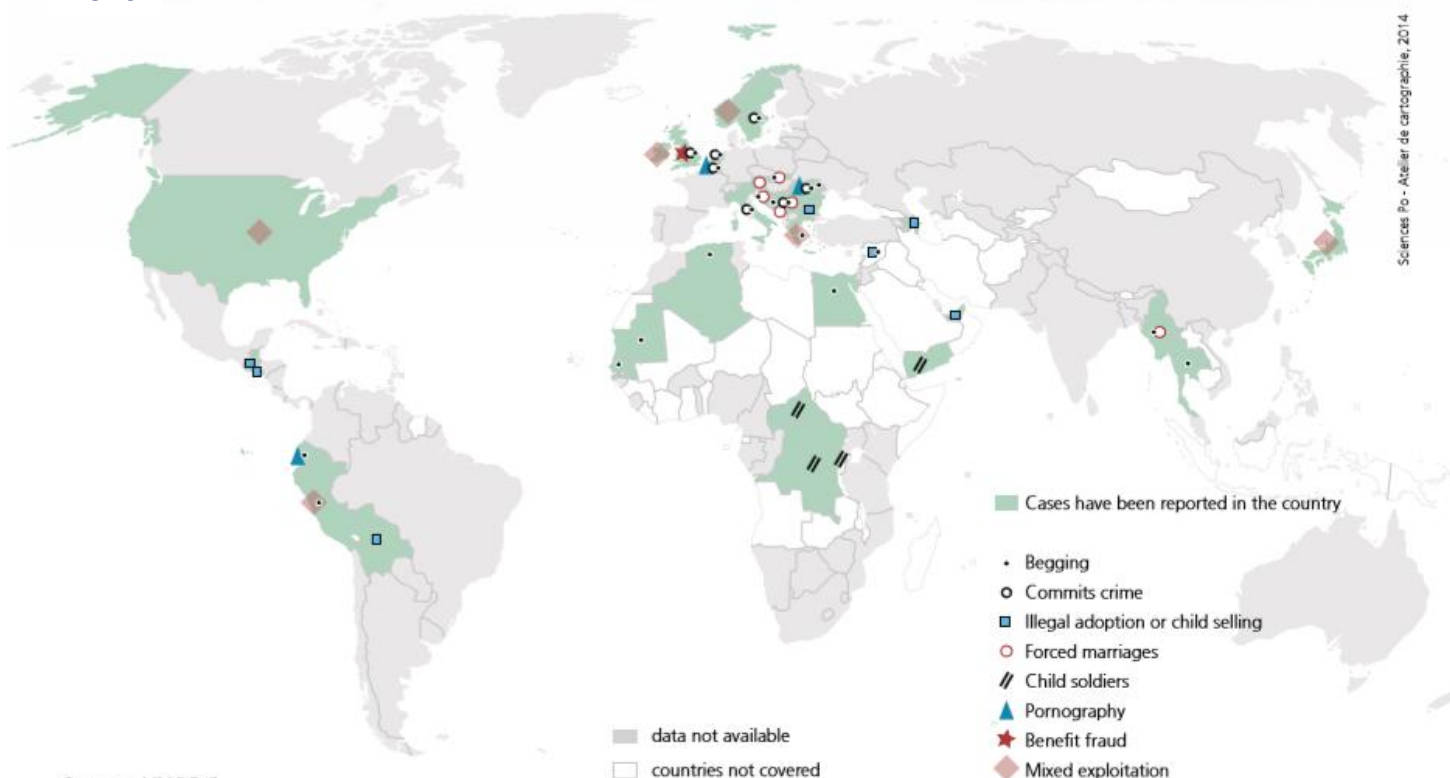 Sciences Po - Atelier de cartographie, 2014
Cases have been reported in the country
Begging
Commits crime
Illegal adoption or child selling
Forced marriages
Child soldiers
Pornography
Benefit fraud
Mixed exploitation
data not available
countries not covered